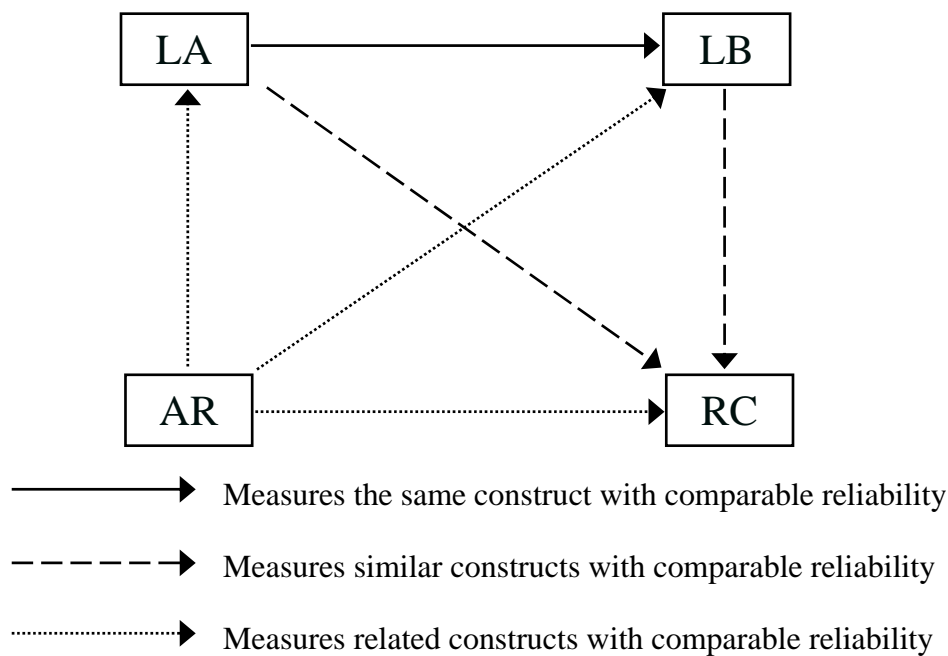 LA
LB
AR
RC
Measures the same construct with comparable reliability
Measures similar constructs with comparable reliability
Measures related constructs with comparable reliability